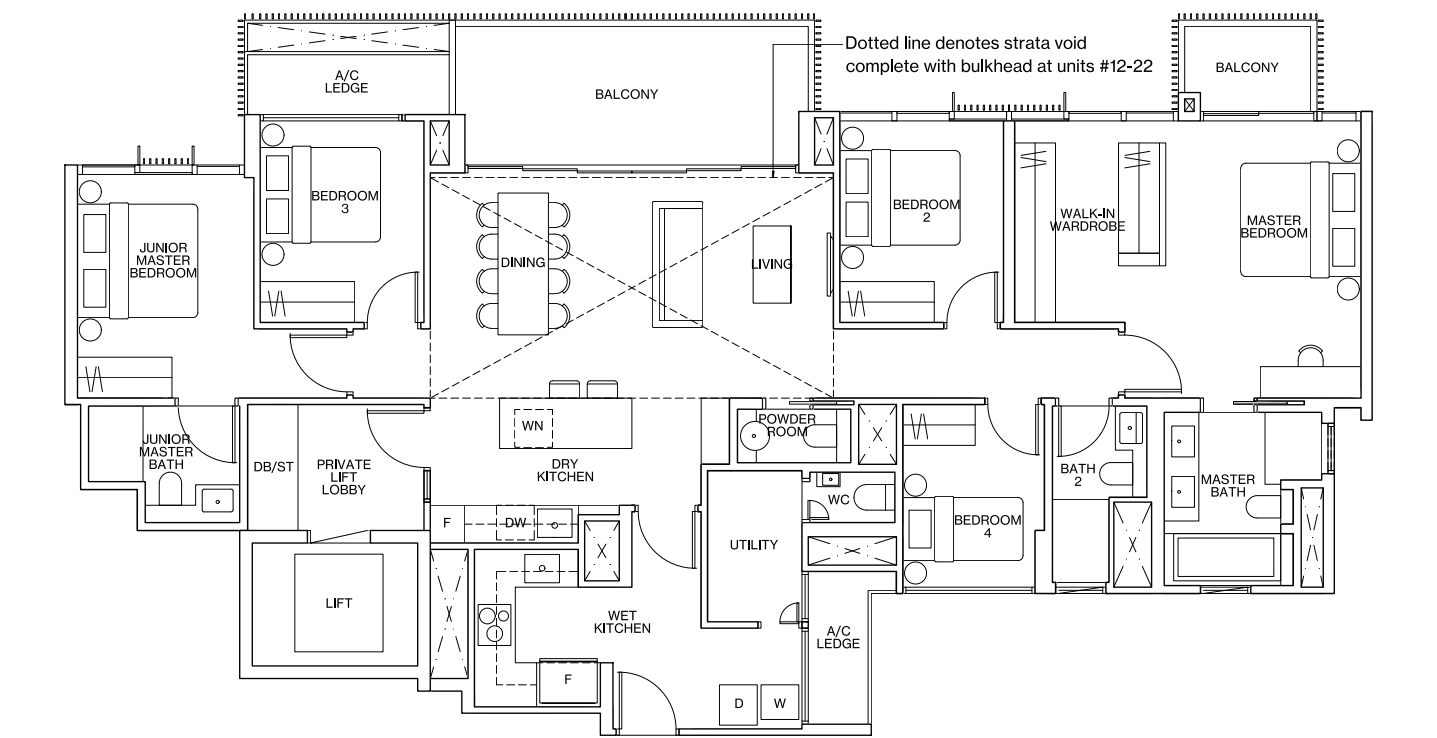 Dotted line denotes strata void
complete with bulkhead at units #12-22
A/C
LEDGE
BALCONY
BALCONY
BEDROOM
3
BEDROOM
2
WALK-IN
WARDROBE
MASTER
BEDROOM
JUNIOR
MASTER
BEDROOM
DINING
LIVING
WN
POWDER
ROOM
JUNIOR
MASTER
BATH
DB/ST
PRIVATE
LIFT
LOBBY
DRY
KITCHEN
BATH
2
MASTER
BATH
WC
F
DW
BEDROOM
4
UTILITY
LIFT
WET
KITCHEN
A/C
LEDGE
F
D
W